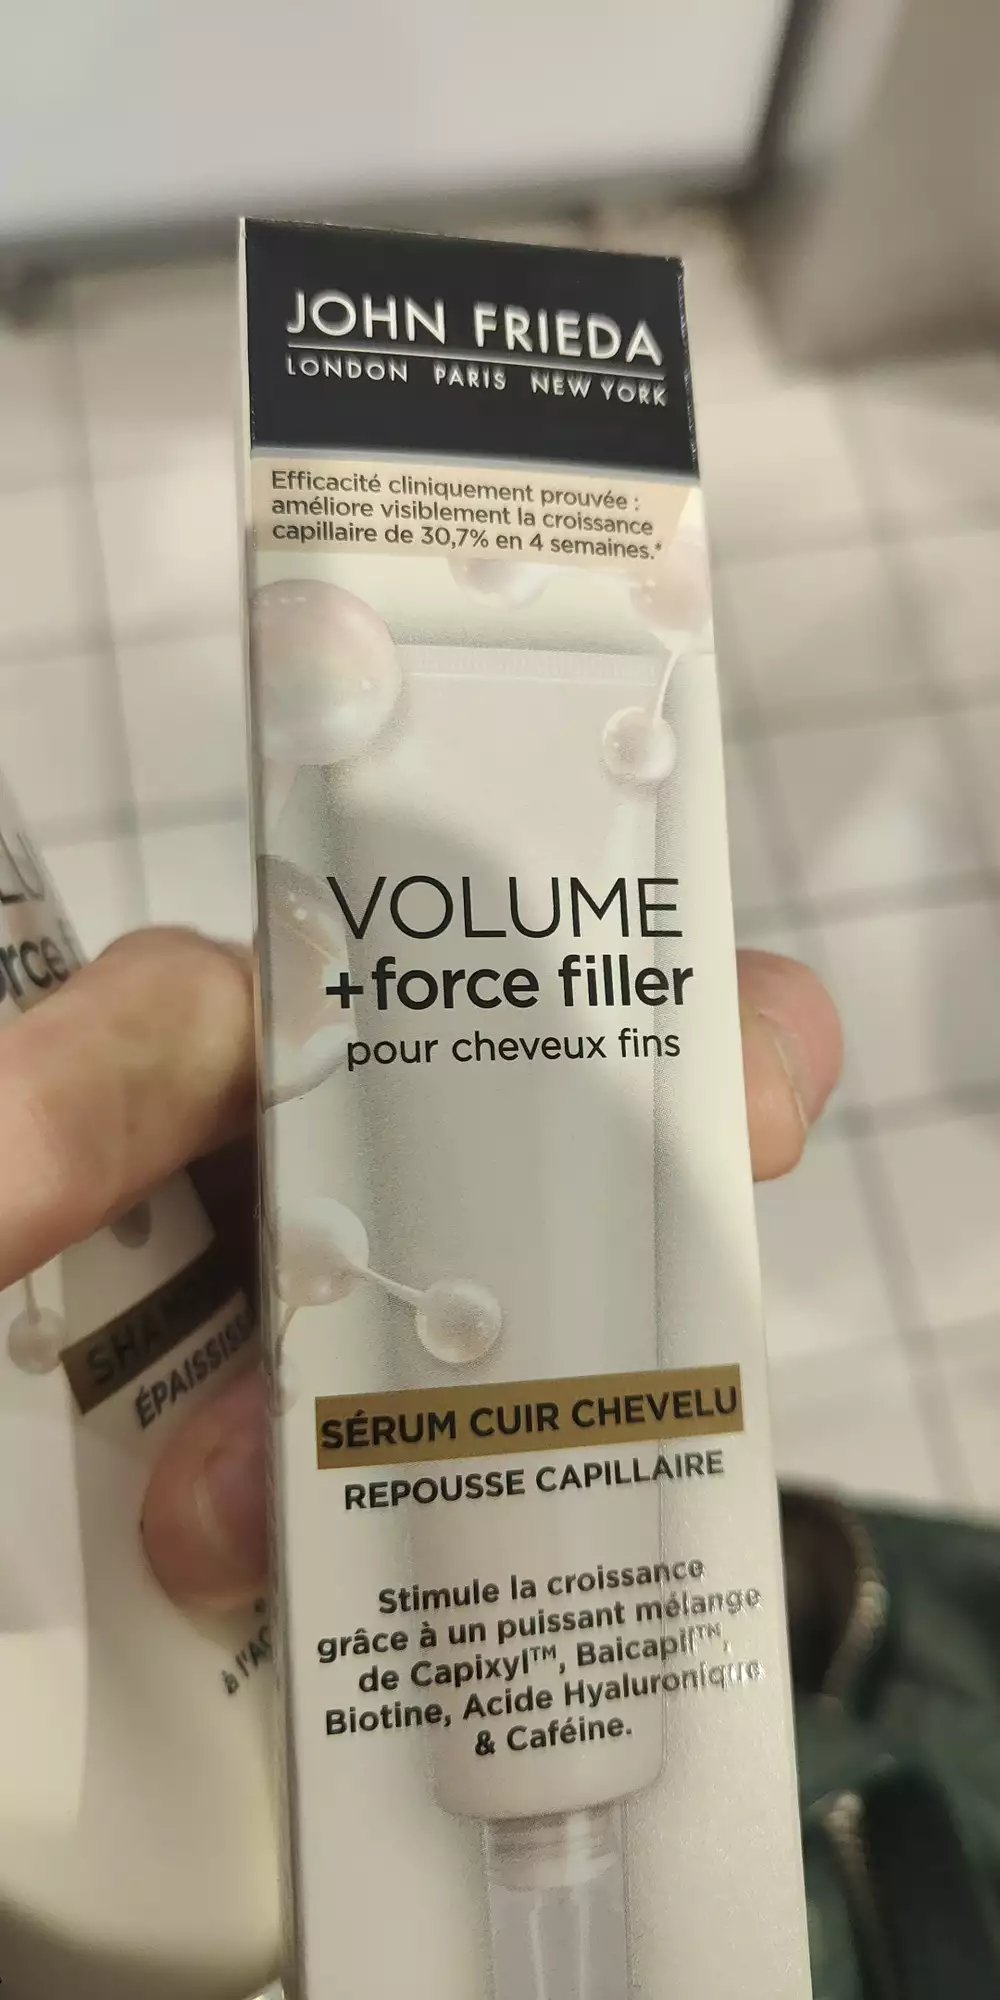 JOHN FRIEDA
LONDON PARIS NEW YORK
Efficacité cliniquement prouvée :
améliore visiblement la croissance
capillaire de 30,7% en 4 semaines.*
VOLUME
+force filler
pour cheveux fins
SÉRUM CUIR CHEVELU
REPOUSSE CAPILLAIRE
Stimule la croissance
grâce à un puissant mélange
de Capixyl™, Baicapil™,
Biotine, Acide Hyaluronique
& Caféine.